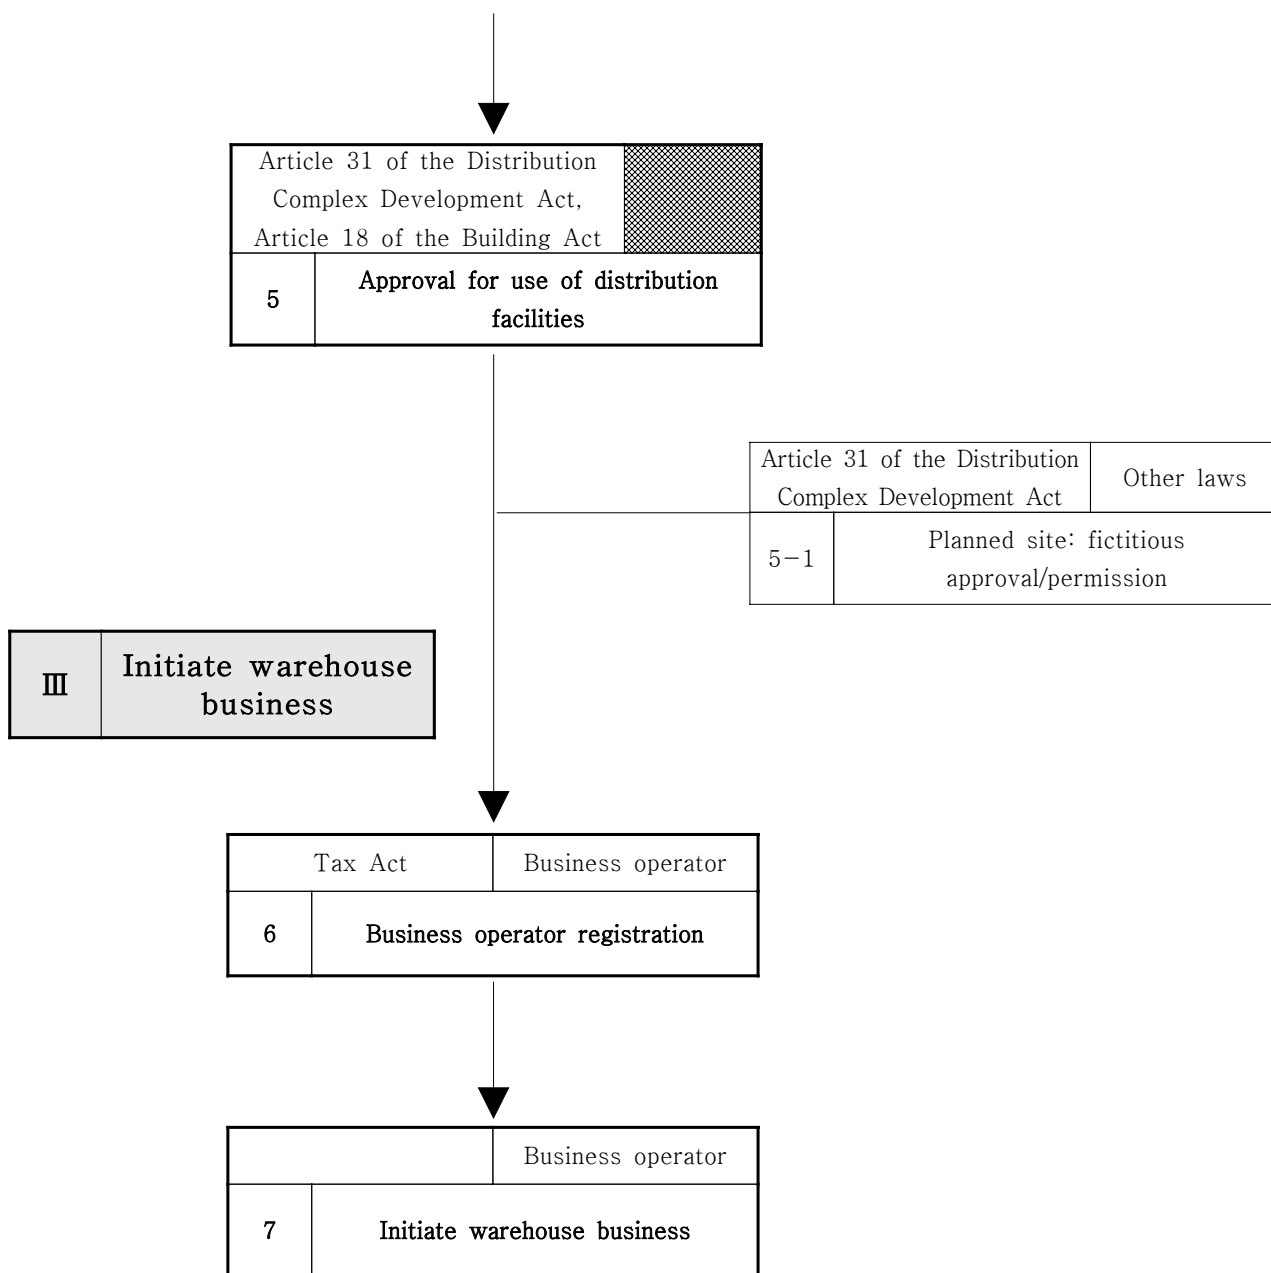 Article 31 of the Distribution
Complex Development Act,
Article 18 of the Building Act
5
Approval for use of distribution
facilities
Article 31 of the Distribution
Complex Development Act
Other laws
5-1
Planned site: fictitious
approval/permission
Ⅲ
Initiate warehouse
business
Tax Act
Business operator
6
Business operator registration
Business operator
7
Initiate warehouse business